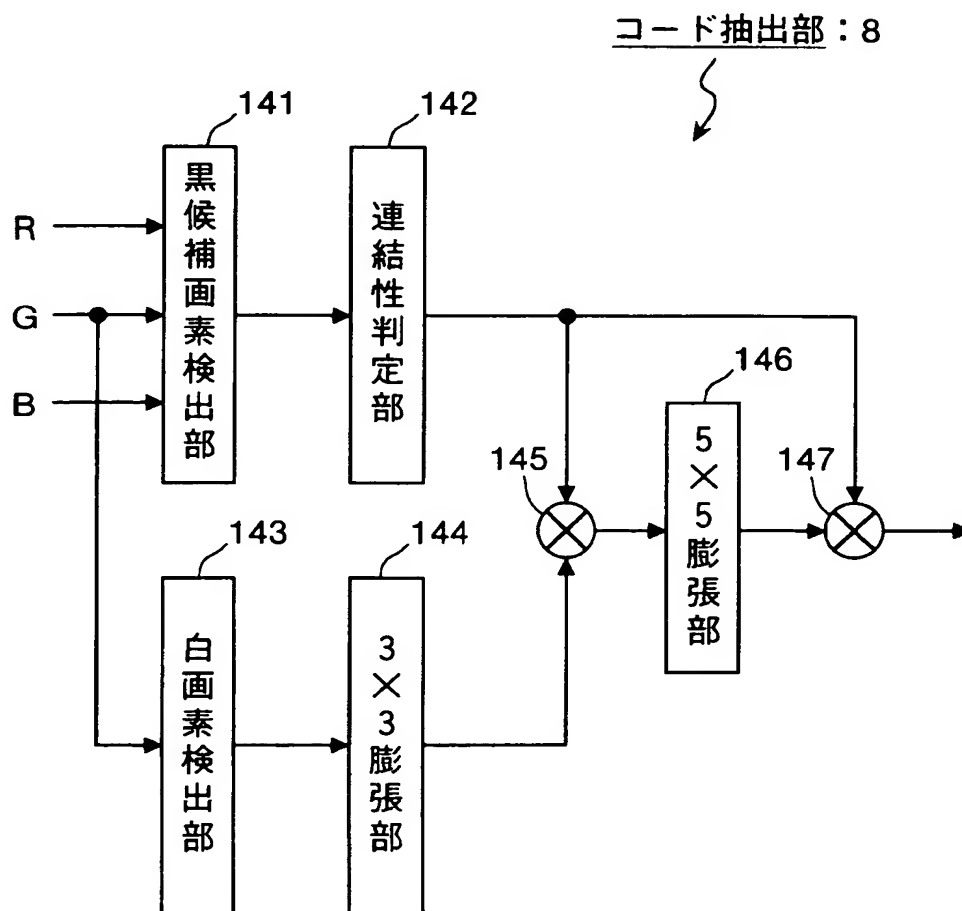 コード抽出部：8
141
142
R
G
B
黒候補画素検出部
連結性判定部
146
145
5×5膨張部
147
143
144
白画素検出部
3×3膨張部